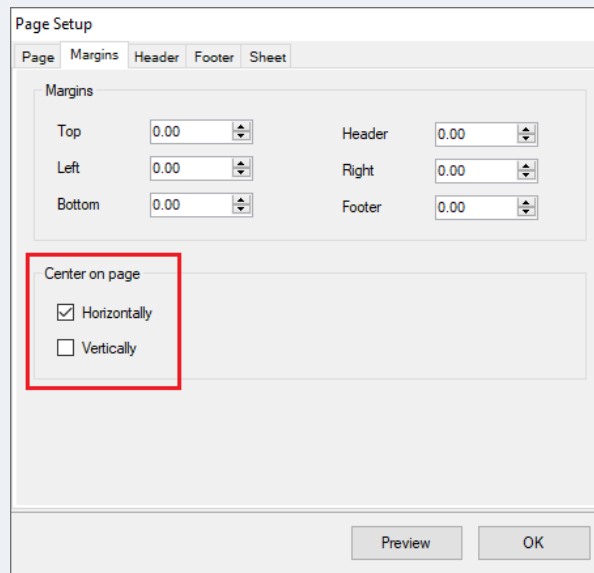 Page Setup
Page Margins Header Footer Sheet
Margins
Top 0.00 Header 0.00
Left 0.00 Right 0.00
Bottom 0.00 Footer 0.00
Center on page
Horizontally
Vertically
Preview OK